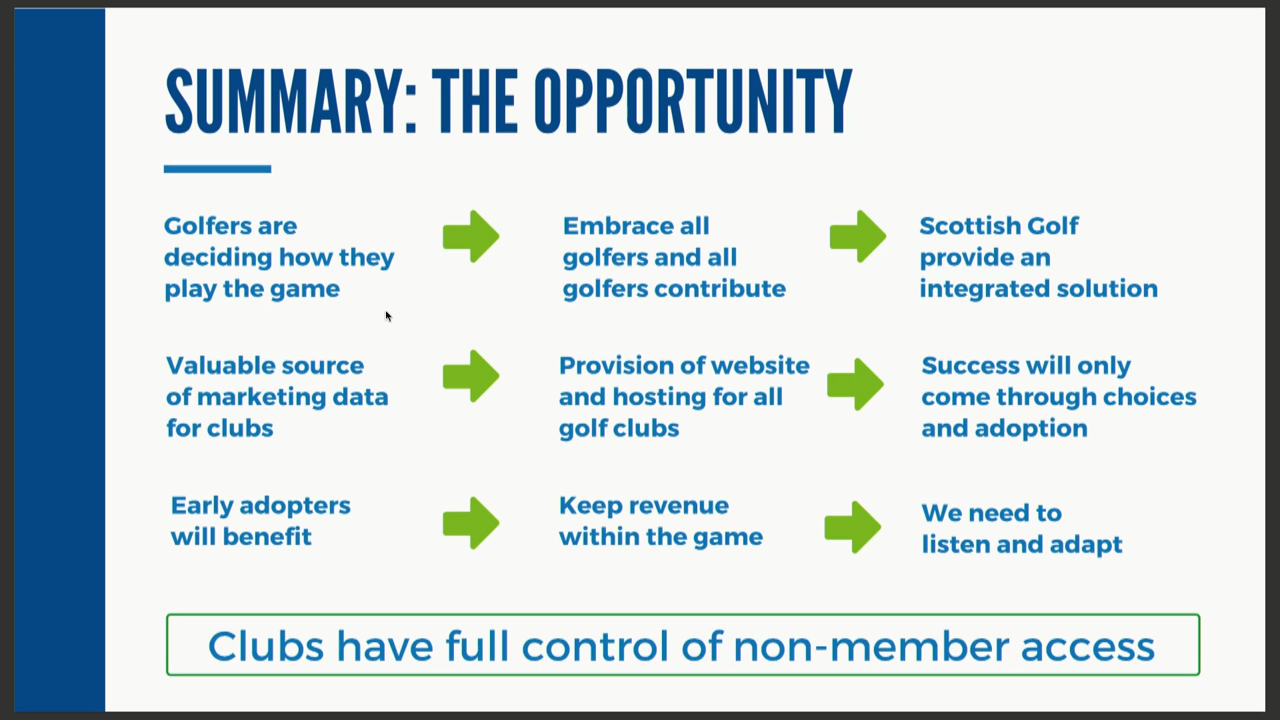 SUMMARY: THE OPPORTUNITY
Golfers are
deciding how they
play the game
Embrace all
golfers and all
golfers contribute
Scottish Golf
provide an
integrated solution
Valuable source
of marketing data
for clubs
Provision of website
and hosting for all
golf clubs
Success will only
come through choices
and adoption
Early adopters
will benefit
Keep revenue
within the game
We need to
listen and adapt
Clubs have full control of non-member access